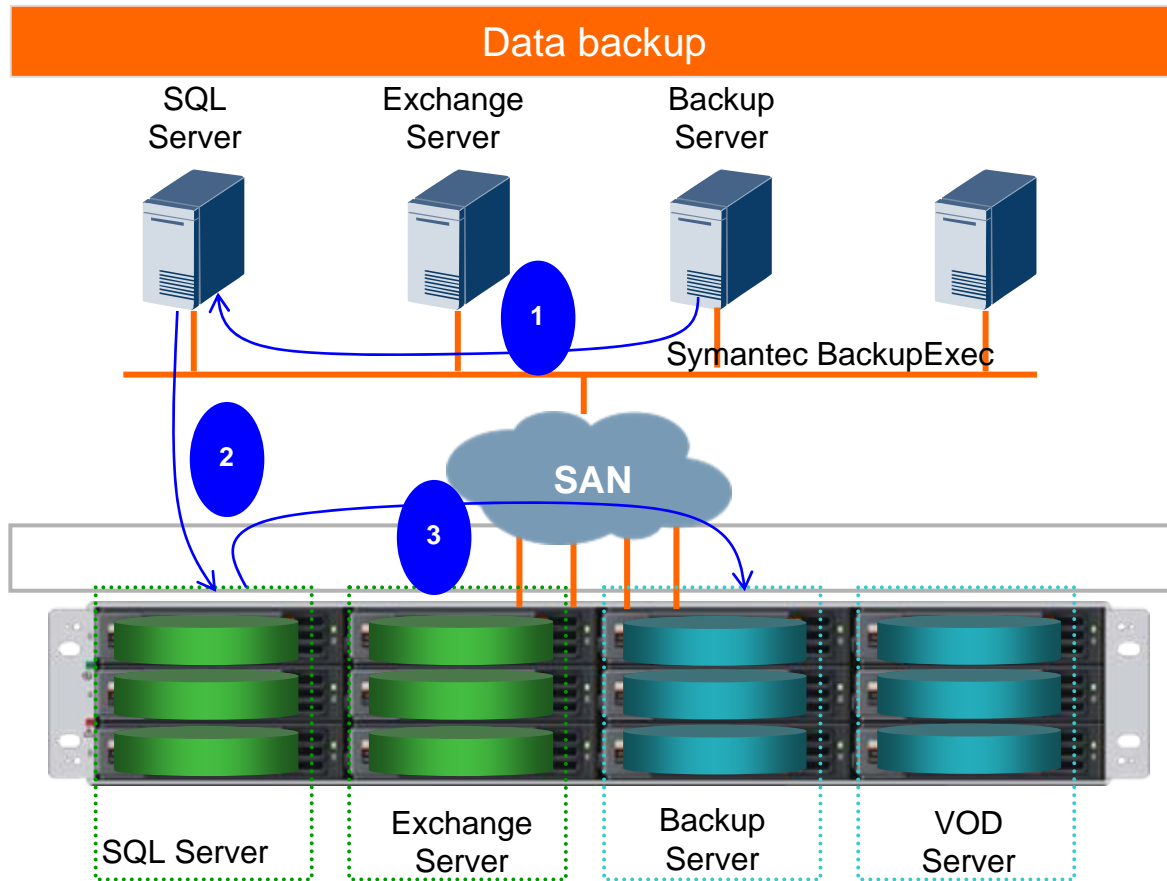 Data backup
SQL
Server
Exchange
Server
Backup
Server
1
Symantec BackupExec
2
SAN
3
SQL Server
Exchange
Server
Backup
Server
VOD
Server